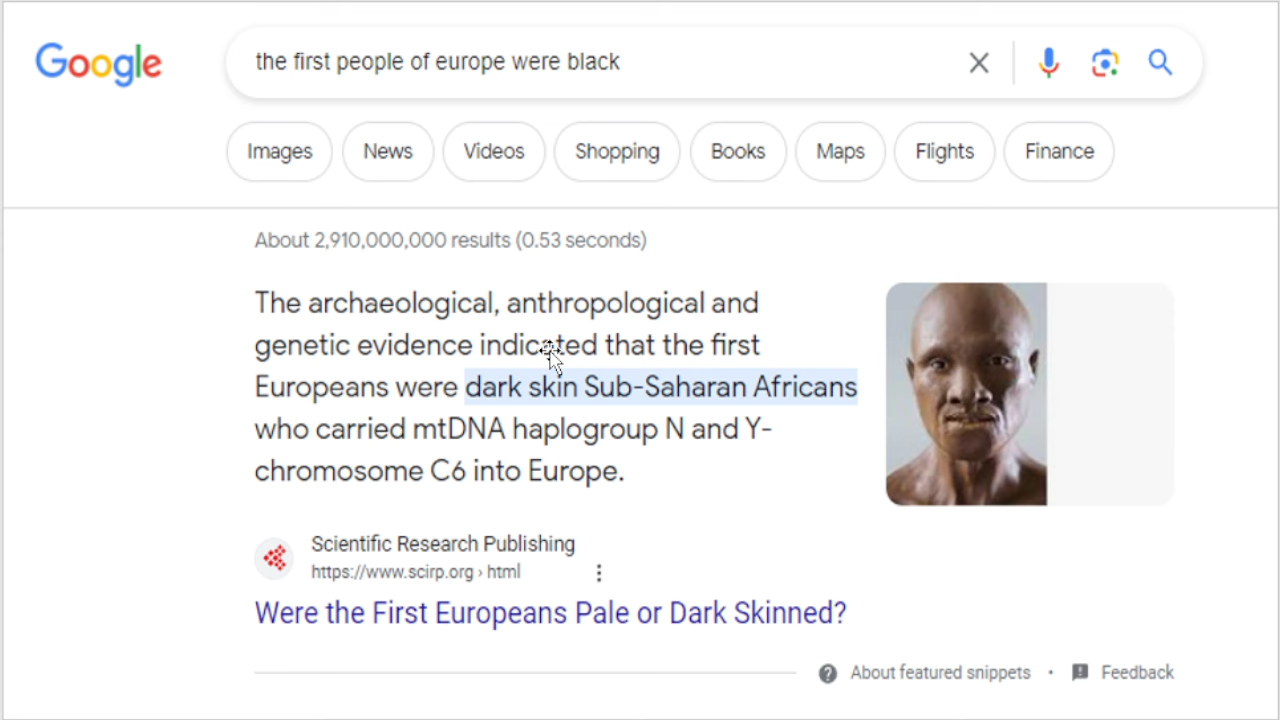 Google
the first people of europe were black
Images
News
Videos
Shopping
Books
Maps
Flights
Finance
About 2,910,000,000 results (0.53 seconds)
The archaeological, anthropological and
genetic evidence indicated that the first
Europeans were dark skin Sub-Saharan Africans
who carried mtDNA haplogroup N and Y-
chromosome C6 into Europe.
Scientific Research Publishing
https://www.scirp.org › html
Were the First Europeans Pale or Dark Skinned?
About featured snippets • Feedback